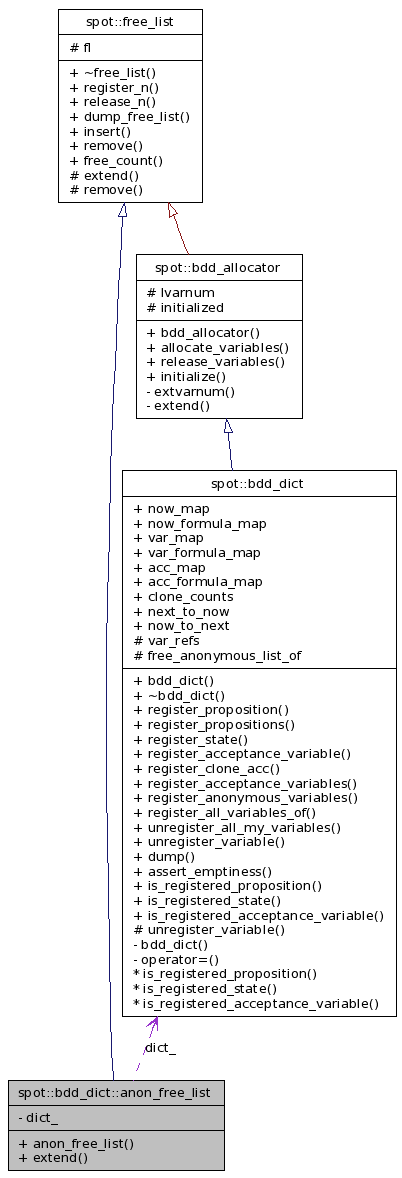 spot::free_list
# fl
+ ~free_list()
+ register_n()
+ release_n()
+ dump_free_list()
+ insert()
+ remove()
+ free_count()
# extend()
# remove()
spot::bdd_allocator
# lvarnum
# initialized
+ bdd_allocator()
+ allocate_variables()
+ release_variables()
+ initialize()
- extvarnum()
- extend()
spot::bdd_dict
+ now_map
+ now_formula_map
+ var_map
+ var_formula_map
+ acc_map
+ acc_formula_map
+ clone_counts
+ next_to_now
+ now_to_next
# var_refs
# free_anonymous_list_of
+ bdd_dict()
+ ~bdd_dict()
+ register_proposition()
+ register_propositions()
+ register_state()
+ register_acceptance_variable()
+ register_clone_acc()
+ register_acceptance_variables()
+ register_anonymous_variables()
+ register_all_variables_of()
+ unregister_all_my_variables()
+ unregister_variable()
+ dump()
+ assert_emptiness()
+ is_registered_proposition()
+ is_registered_state()
+ is_registered_acceptance_variable()
# unregister_variable()
- bdd_dict()
- operator=()
* is_registered_proposition()
* is_registered_state()
* is_registered_acceptance_variable()
dict_
spot::bdd_dict::anon_free_list
- dict_
+ anon_free_list()
+ extend()